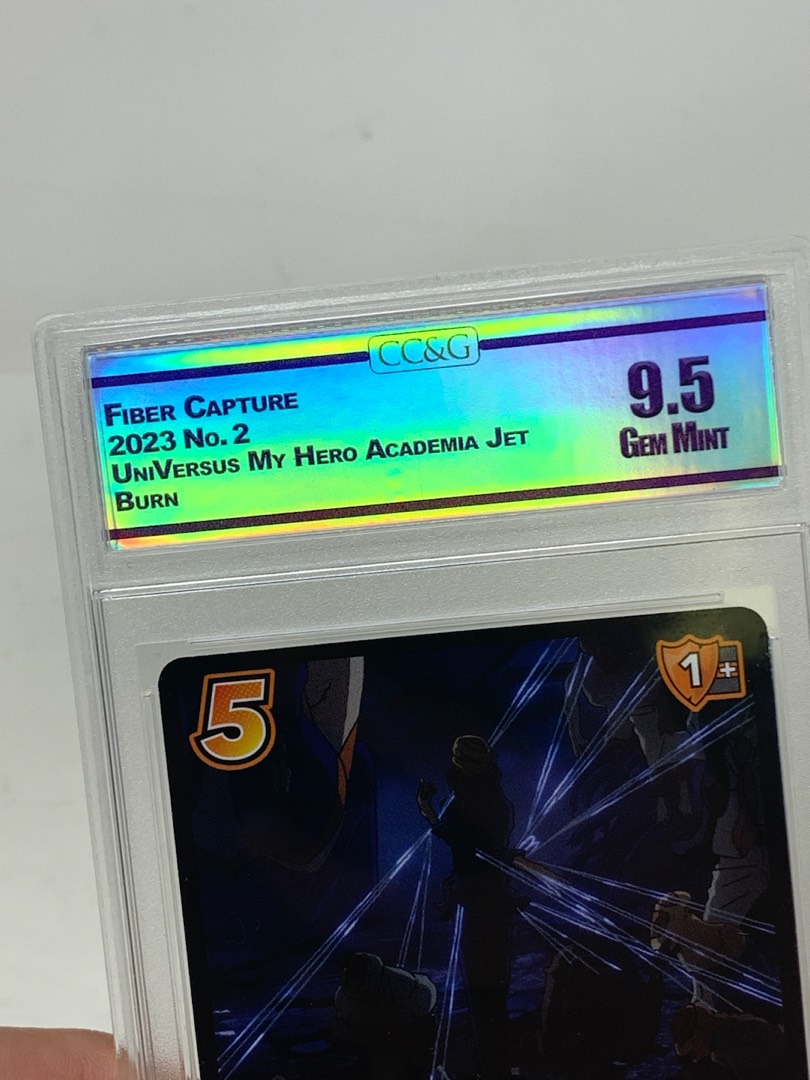 CC&G
Fiber Capture
2023 No. 2
UniVersus My Hero Academia Jet
Burn
9.5
Gem Mint
5
1 +